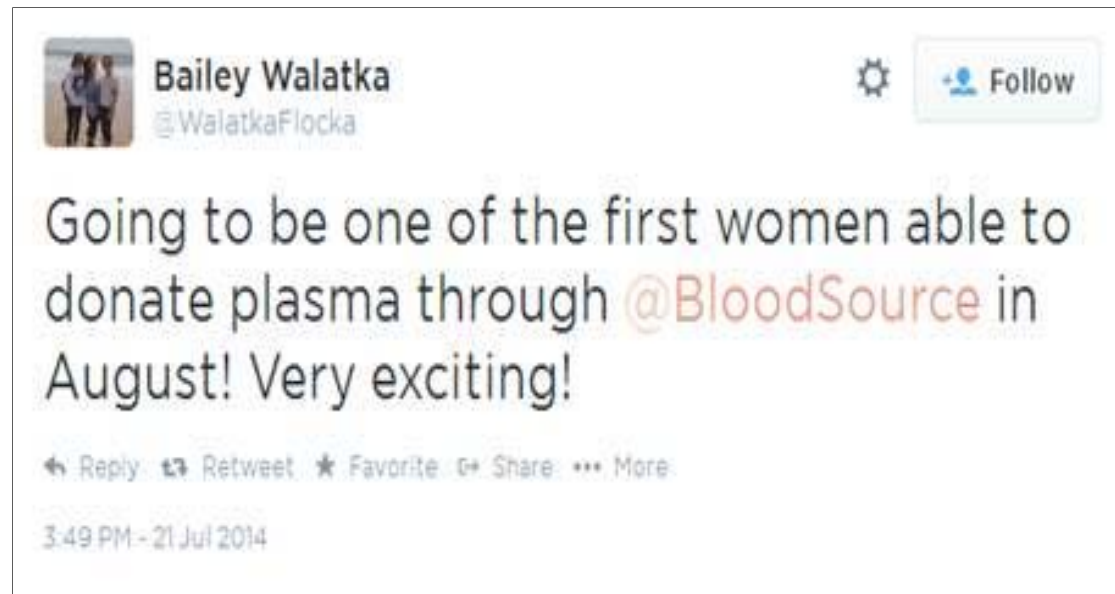 Bailey Walatka
Follow
@WalatkaFlocka
Going to be one of the first women able to
donate plasma through @BloodSource in
August! Very exciting!
Reply Retweet Favorite Share More
3:49 PM - 21 Jul 2014